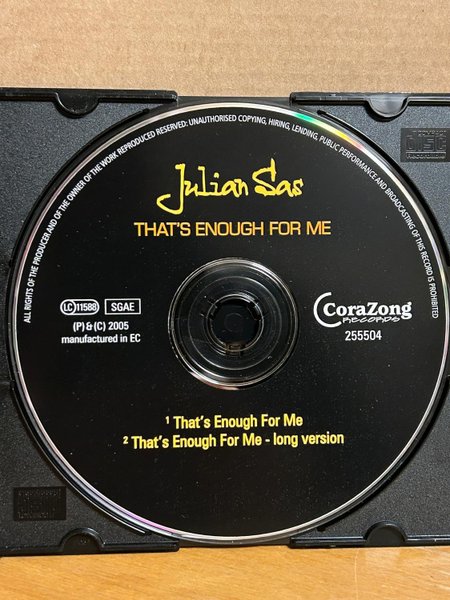 ALL RIGHTS OF THE PRODUCER AND OF THE OWNER OF THE WORK REPRODUCED RESERVED: UNAUTHORISED COPYING, HIRING, LENDING, PUBLIC PERFORMANCE AND BROADCASTING OF THIS RECORD IS PROHIBITED
Julian Sas
THAT'S ENOUGH FOR ME
LC 11588 SGAE
(P) & (C) 2005
manufactured in EC
CoraZong
RECORDS
255504
1 That's Enough For Me
2 That's Enough For Me - long version